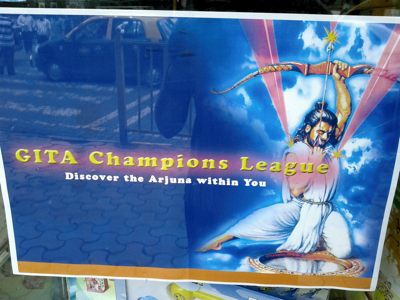 GITA Champions League
Discover the Arjuna within You